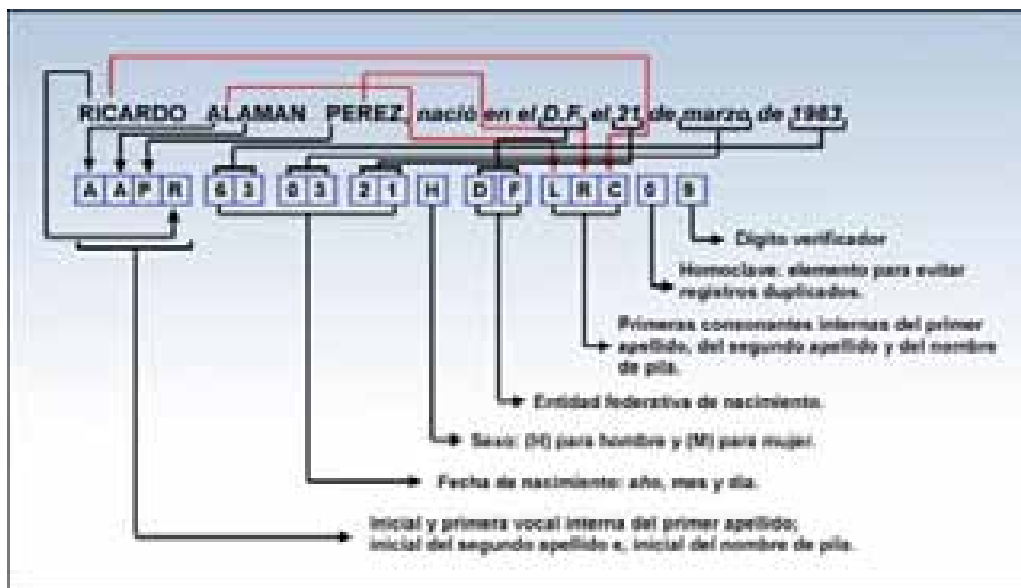 RICARDO ALAMAN PEREZ, nació en el D.F. el 21 de marzo de 1963.
A A P R 6 3 0 3 2 1 H D F L R C 0 9
Dígito verificador
Homoclave: elemento para evitar
registros duplicados.
Primeras consonantes internas del primer
apellido, del segundo apellido y del nombre
de pila.
Entidad federativa de nacimiento.
Sexo: (H) para hombre y (M) para mujer.
Fecha de nacimiento: año, mes y día.
Inicial y primera vocal interna del primer apellido;
inicial del segundo apellido e, inicial del nombre de pila.